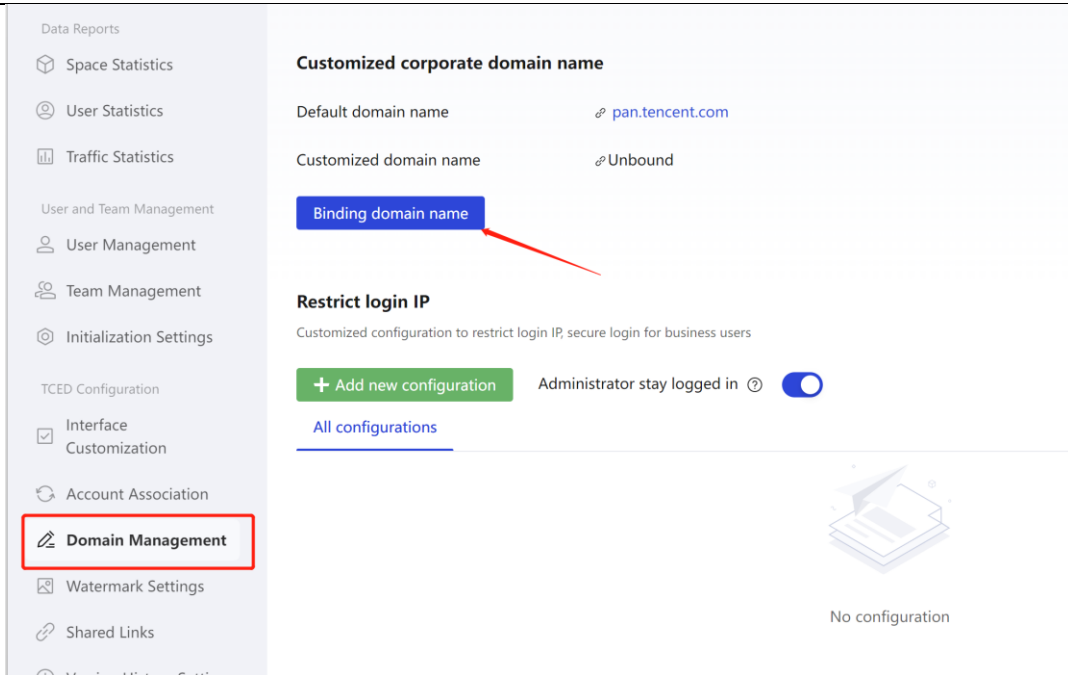 Data Reports
Space Statistics
User Statistics
Traffic Statistics
User and Team Management
User Management
Team Management
Initialization Settings
TCED Configuration
Interface
Customization
Account Association
Domain Management
Watermark Settings
Shared Links
Customized corporate domain name
Default domain name pan.tencent.com
Customized domain name Unbound
Binding domain name
Restrict login IP
Customized configuration to restrict login IP, secure login for business users
+ Add new configuration Administrator stay logged in ?
All configurations
No configuration